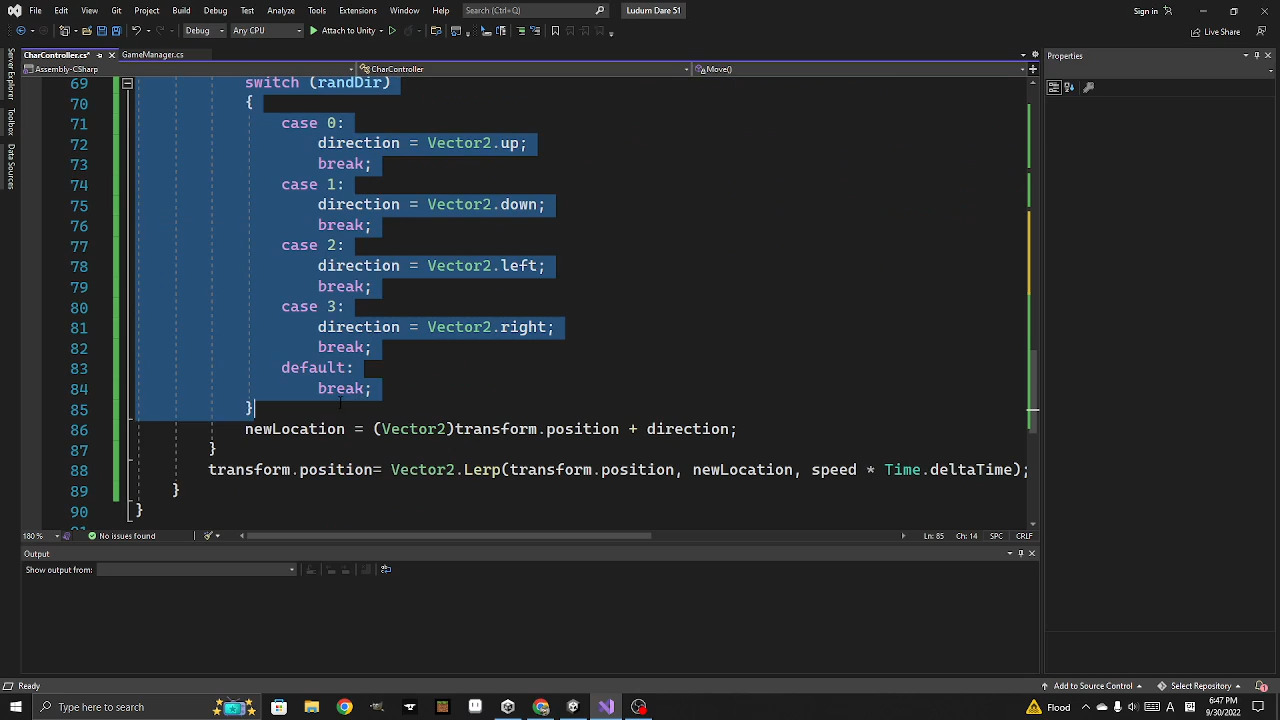 File Edit View Git Project Build Debug Test Analyze Tools Extensions Window Help Search (Ctrl+Q) Ludum Dare 51 Sign in
Debug Any CPU Attach to Unity Live Share
CharController.cs* GameManager.cs Properties
Assembly-CSharp CharController Move()
Explorer
Toolbox
Data Sources
69 switch (randDir)
70 {
71 case 0:
72 direction = Vector2.up;
73 break;
74 case 1:
75 direction = Vector2.down;
76 break;
77 case 2:
78 direction = Vector2.left;
79 break;
80 case 3:
81 direction = Vector2.right;
82 break;
83 default:
84 break;
85 }
86 newLocation = (Vector2)transform.position + direction;
87 }
88 transform.position= Vector2.Lerp(transform.position, newLocation, speed * Time.deltaTime);
89 }
90 }
180 % No issues found Ln: 85 Ch: 14 SPC CRLF
Output
Show output from:
Ready Add to Source Control Select Repository 1
Type here to search Flood A 6:47 PM
9/30/2022